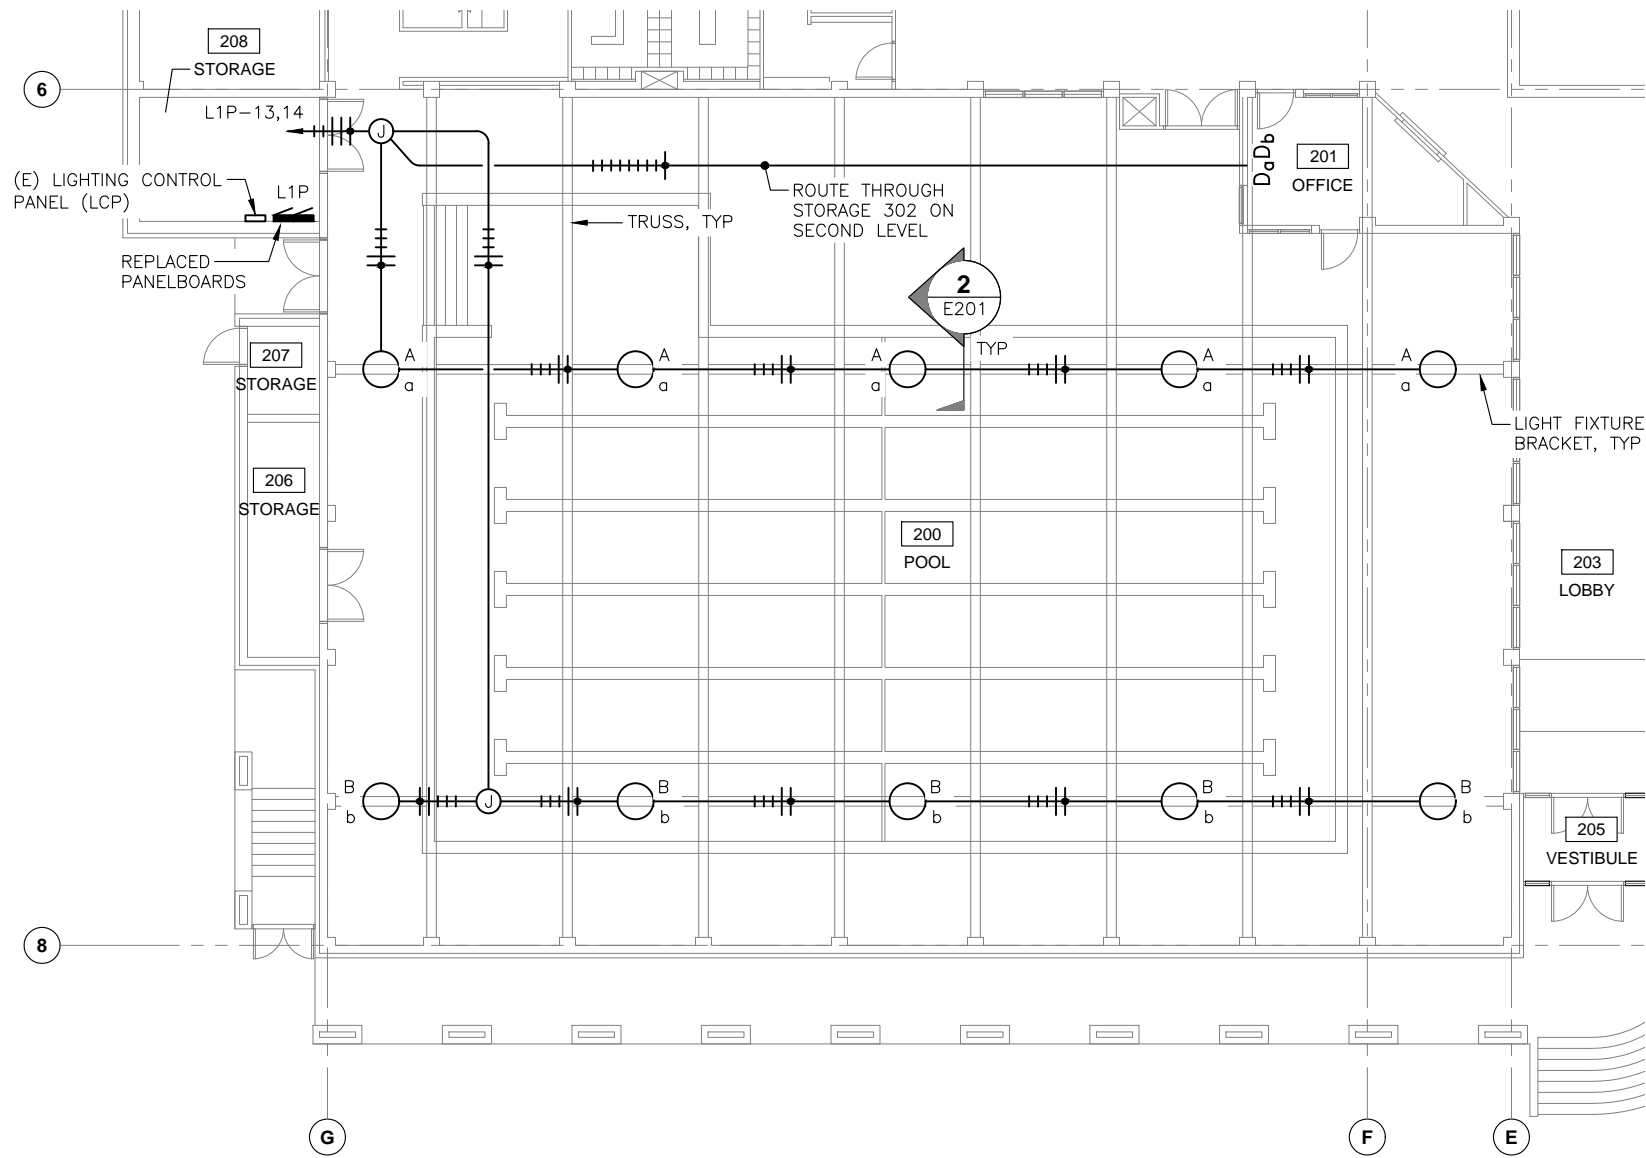 208
STORAGE
6
L1P-13,14
J
(E) LIGHTING CONTROL
PANEL (LCP)
L1P
REPLACED
PANELBOARDS
TRUSS, TYP
ROUTE THROUGH
STORAGE 302 ON
SECOND LEVEL
DaDb
201
OFFICE
2
E201
TYP
207
STORAGE
A
a
A
a
A
a
A
a
A
a
LIGHT FIXTURE
BRACKET, TYP
206
STORAGE
200
POOL
203
LOBBY
B
b
J
B
b
B
b
B
b
B
b
205
VESTIBULE
8
G
F
E